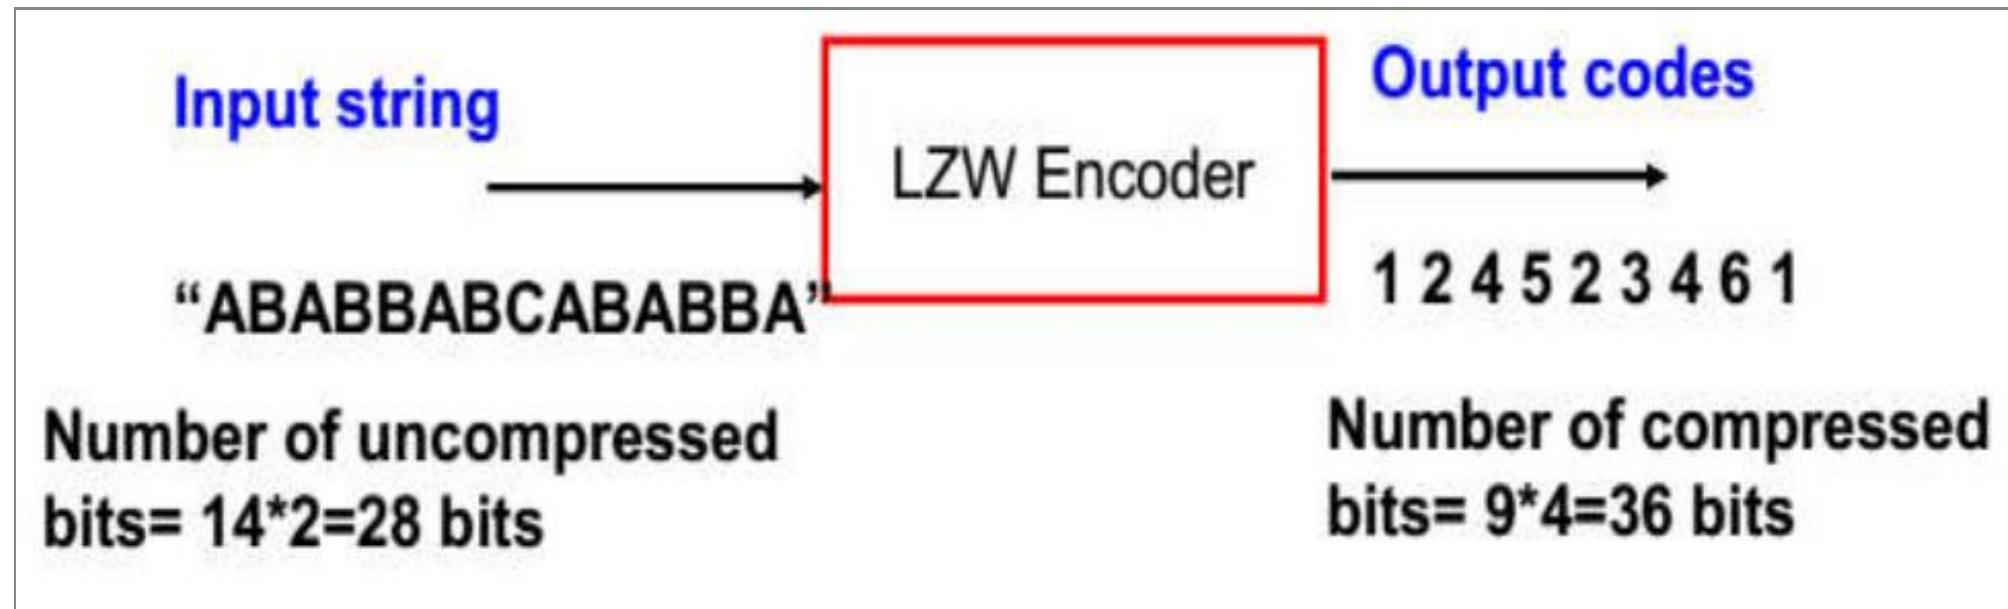 Input string
“ABABBABCABABBA”
Number of uncompressed
bits= 14*2=28 bits
LZW Encoder
Output codes
1 2 4 5 2 3 4 6 1
Number of compressed
bits= 9*4=36 bits